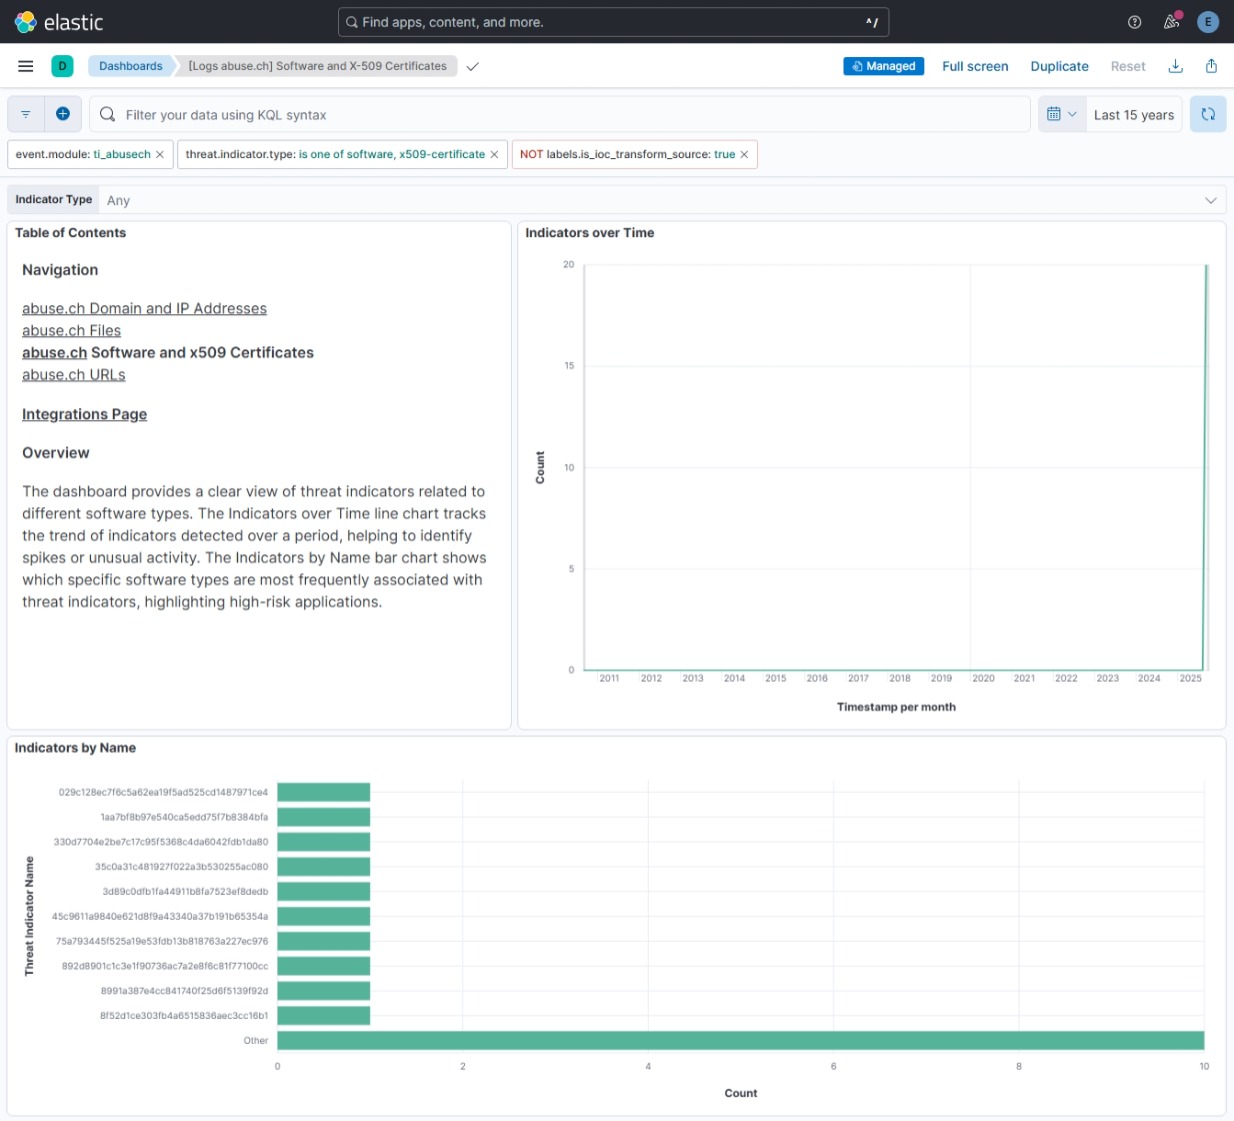 elastic
Find apps, content, and more.
^/
E
D
Dashboards
[Logs abuse.ch] Software and X-509 Certificates
Managed
Full screen
Duplicate
Reset
Filter your data using KQL syntax
Last 15 years
event.module: ti_abusech
threat.indicator.type: is one of software, x509-certificate
NOT labels.is_ioc_transform_source: true
Indicator Type
Any
Table of Contents
Navigation
abuse.ch Domain and IP Addresses
abuse.ch Files
abuse.ch Software and x509 Certificates
abuse.ch URLs
Integrations Page
Overview
The dashboard provides a clear view of threat indicators related to
different software types. The Indicators over Time line chart tracks
the trend of indicators detected over a period, helping to identify
spikes or unusual activity. The Indicators by Name bar chart shows
which specific software types are most frequently associated with
threat indicators, highlighting high-risk applications.
Indicators over Time
20
15
10
5
0
Count
2011 2012 2013 2014 2015 2016 2017 2018 2019 2020 2021 2022 2023 2024 2025
Timestamp per month
Indicators by Name
Threat Indicator Name
029c128ec7f6c5a62ea19f5ad525cd1487971ce4
1aa7bf8b97e540ca5edd75f7b8384bfa
330d7704e2be7c17c95f5368c4da6042fdb1da80
35c0a31c481927f022a3b530255ac080
3d89c0dfb1fa44911b8fa7523ef8dedb
45c9611a9840e621d8f9a43340a37b191b65354a
75a793445f525a19e53fdb13b818763a227ec976
892d8901c1c3e1f90736ac7a2e8f6c81f77100cc
8991a387e4cc841740f25d6f5139f92d
8f52d1ce303fb4a6515836aec3cc16b1
Other
0 2 4 6 8 10
Count